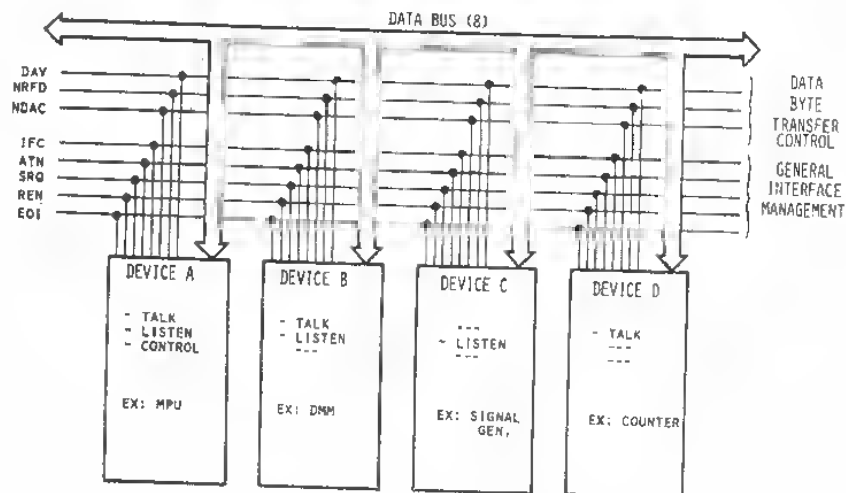 DATA BUS (8)
DAV
NRFD
NDAC
IFC
ATN
SRQ
REN
EOI
DATA
BYTE
TRANSFER
CONTROL
GENERAL
INTERFACE
MANAGEMENT
DEVICE A
- TALK
- LISTEN
- CONTROL
EX: MPU
DEVICE B
- TALK
- LISTEN
---
EX: DMM
DEVICE C
---
- LISTEN
---
EX: SIGNAL
GEN.
DEVICE D
- TALK
---
---
EX: COUNTER